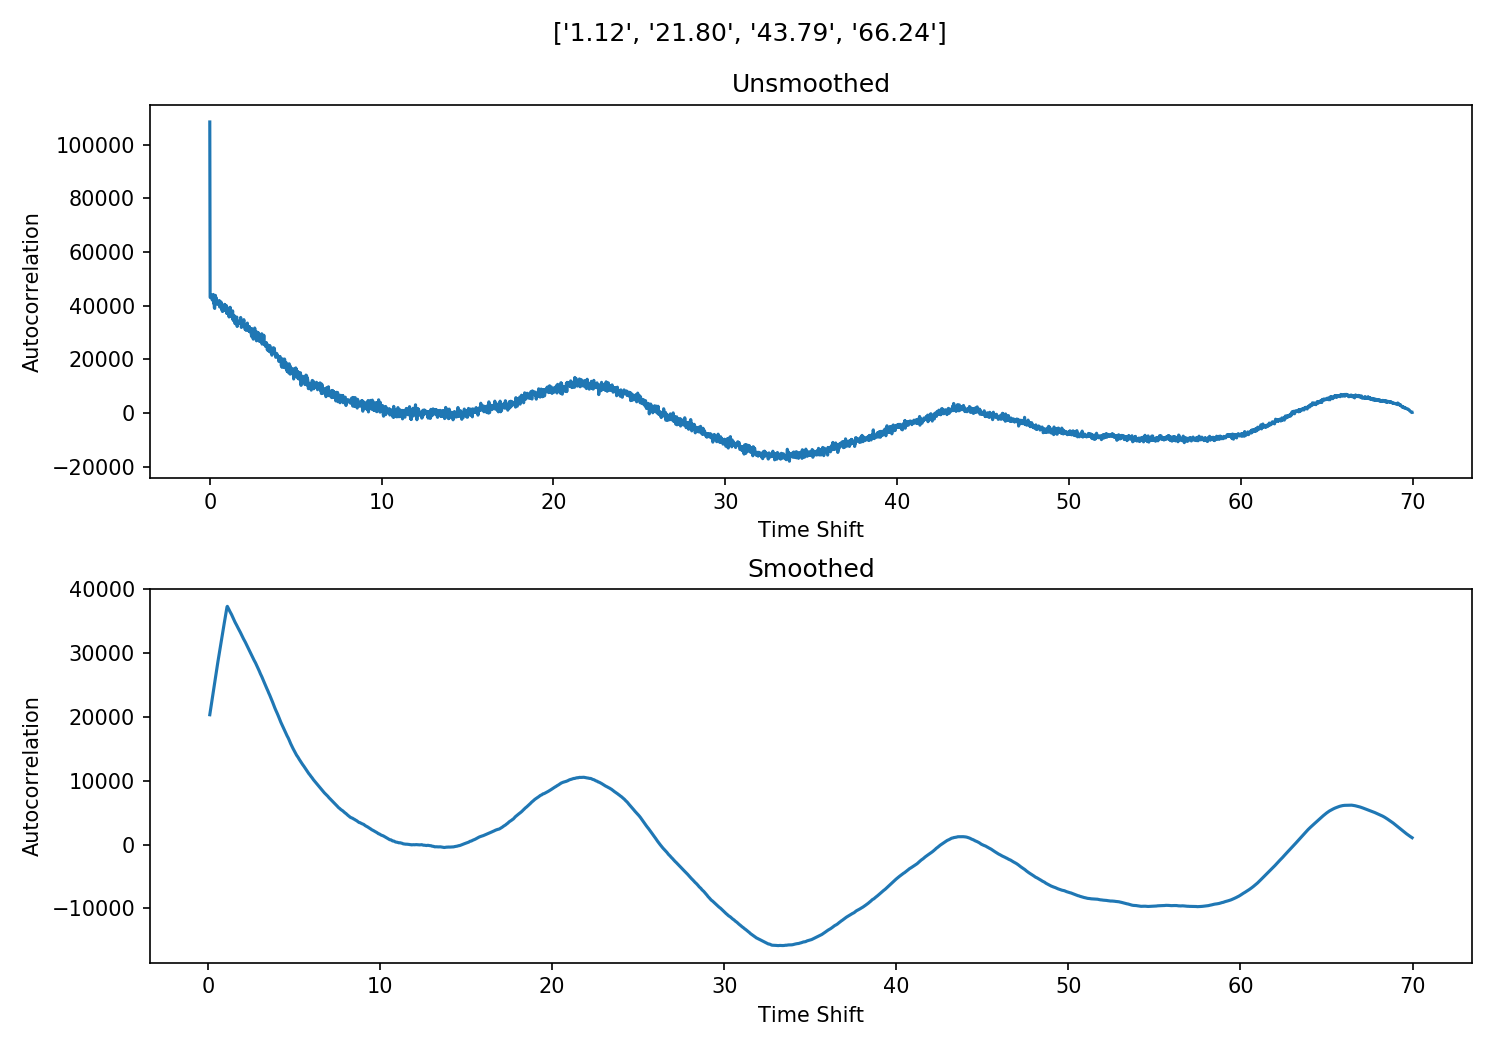 ['1.12', '21.80', '43.79', '66.24']
Unsmoothed
100000
80000
60000
40000
20000
0
−20000
Autocorrelation
0 10 20 30 40 50 60 70
Time Shift
Smoothed
40000
30000
20000
10000
0
−10000
Autocorrelation
0 10 20 30 40 50 60 70
Time Shift